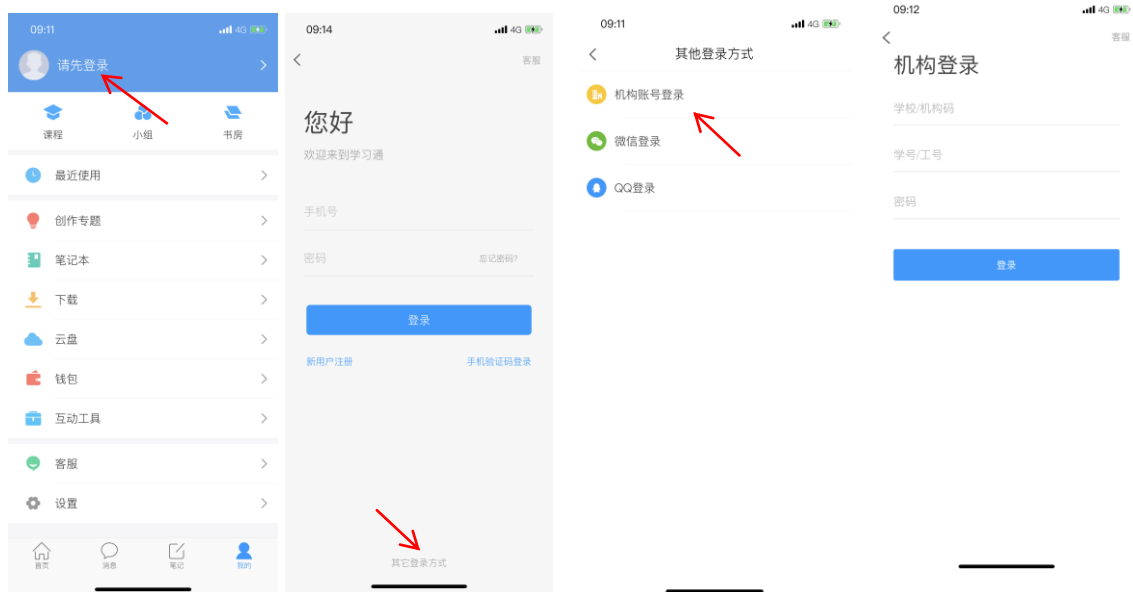 09:11
4G
请先登录
课程
小组
书房
最近使用
创作专题
笔记本
下载
云盘
钱包
互动工具
客服
设置
首页
消息
笔记
我的
09:14
4G
客服
您好
欢迎来到学习通
手机号
密码
忘记密码?
登录
新用户注册
手机验证码登录
其它登录方式
09:11
4G
其他登录方式
机构账号登录
微信登录
QQ登录
09:12
4G
客服
机构登录
学校/机构码
学号/工号
密码
登录